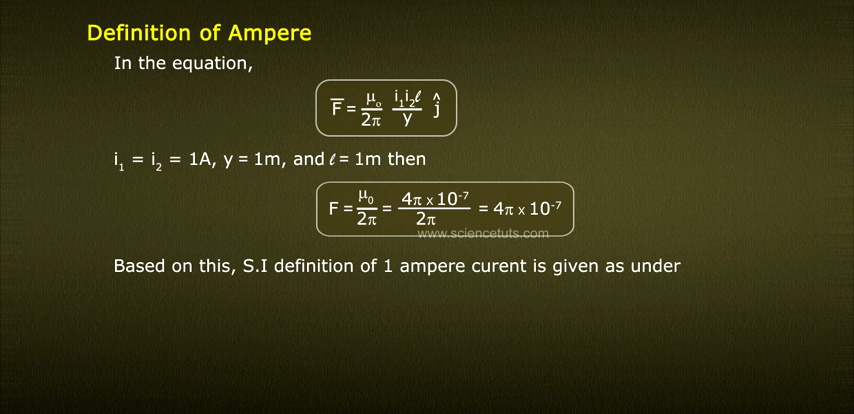 Definition of Ampere
In the equation,
F̅ = μ₀/2π i₁i₂ℓ/y ĵ
i₁ = i₂ = 1A, y = 1m, and ℓ = 1m then
F = μ₀/2π = 4π x 10⁻⁷/2π = 4π x 10⁻⁷
www.sciencetuts.com
Based on this, S.I definition of 1 ampere curent is given as under